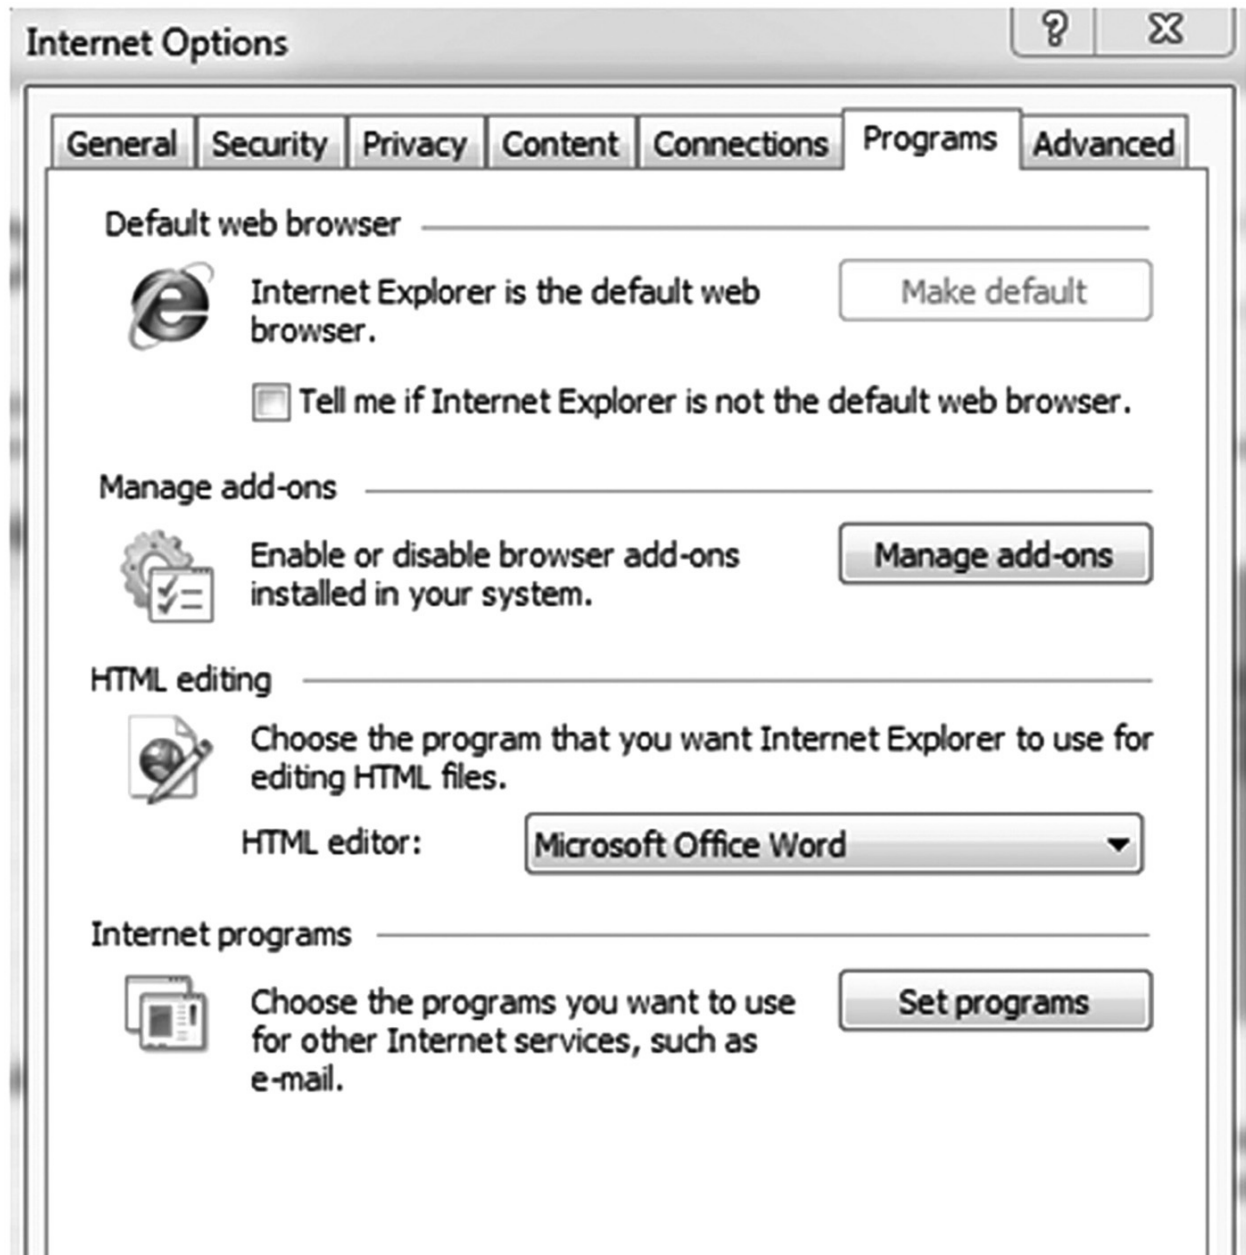 Internet Options
General Security Privacy Content Connections Programs Advanced
Default web browser
Internet Explorer is the default web
browser.
Make default
Tell me if Internet Explorer is not the default web browser.
Manage add-ons
Enable or disable browser add-ons
installed in your system.
Manage add-ons
HTML editing
Choose the program that you want Internet Explorer to use for
editing HTML files.
HTML editor: Microsoft Office Word
Internet programs
Choose the programs you want to use
for other Internet services, such as
e-mail.
Set programs